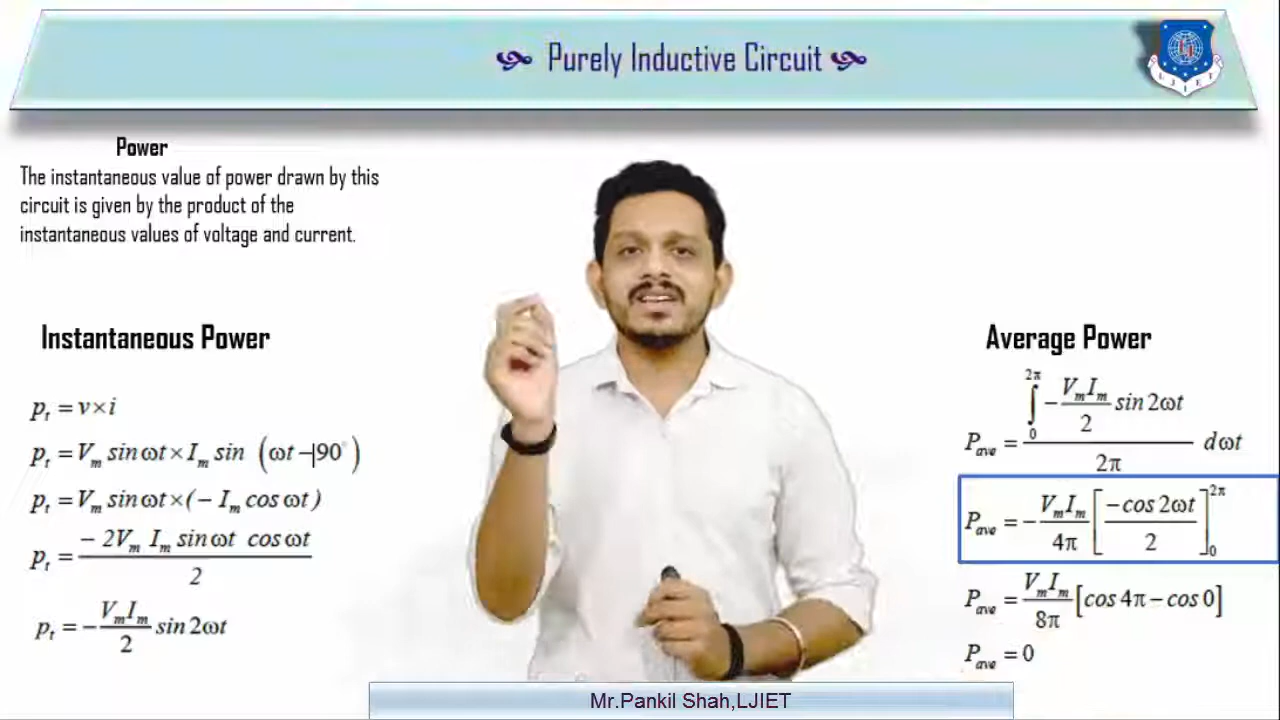 Purely Inductive Circuit
LJIET
Power
The instantaneous value of power drawn by this
circuit is given by the product of the
instantaneous values of voltage and current.
Instantaneous Power
p_t = v×i
p_t = V_m sin ωt × I_m sin (ωt −|90°)
p_t = V_m sin ωt × (− I_m cos ωt)
p_t = − 2V_m I_m sin ωt cos ωt / 2
p_t = − V_m I_m / 2 sin 2ωt
Average Power
P_ave = ∫_0^2π − V_m I_m / 2 sin 2ωt / 2π dωt
P_ave = − V_m I_m / 4π [−cos 2ωt / 2]_0^2π
P_ave = V_m I_m / 8π [cos 4π − cos 0]
P_ave = 0
Mr.Pankil Shah,LJIET